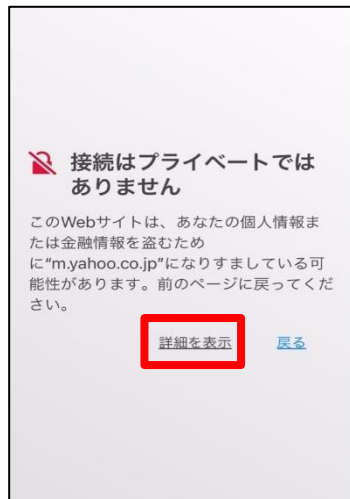 接続はプライベートでは
ありません
このWebサイトは、あなたの個人情報ま
たは金融情報を盗むため
に“m.yahoo.co.jp”になりすましている可
能性があります。前のページに戻ってくだ
さい。
詳細を表示 戻る